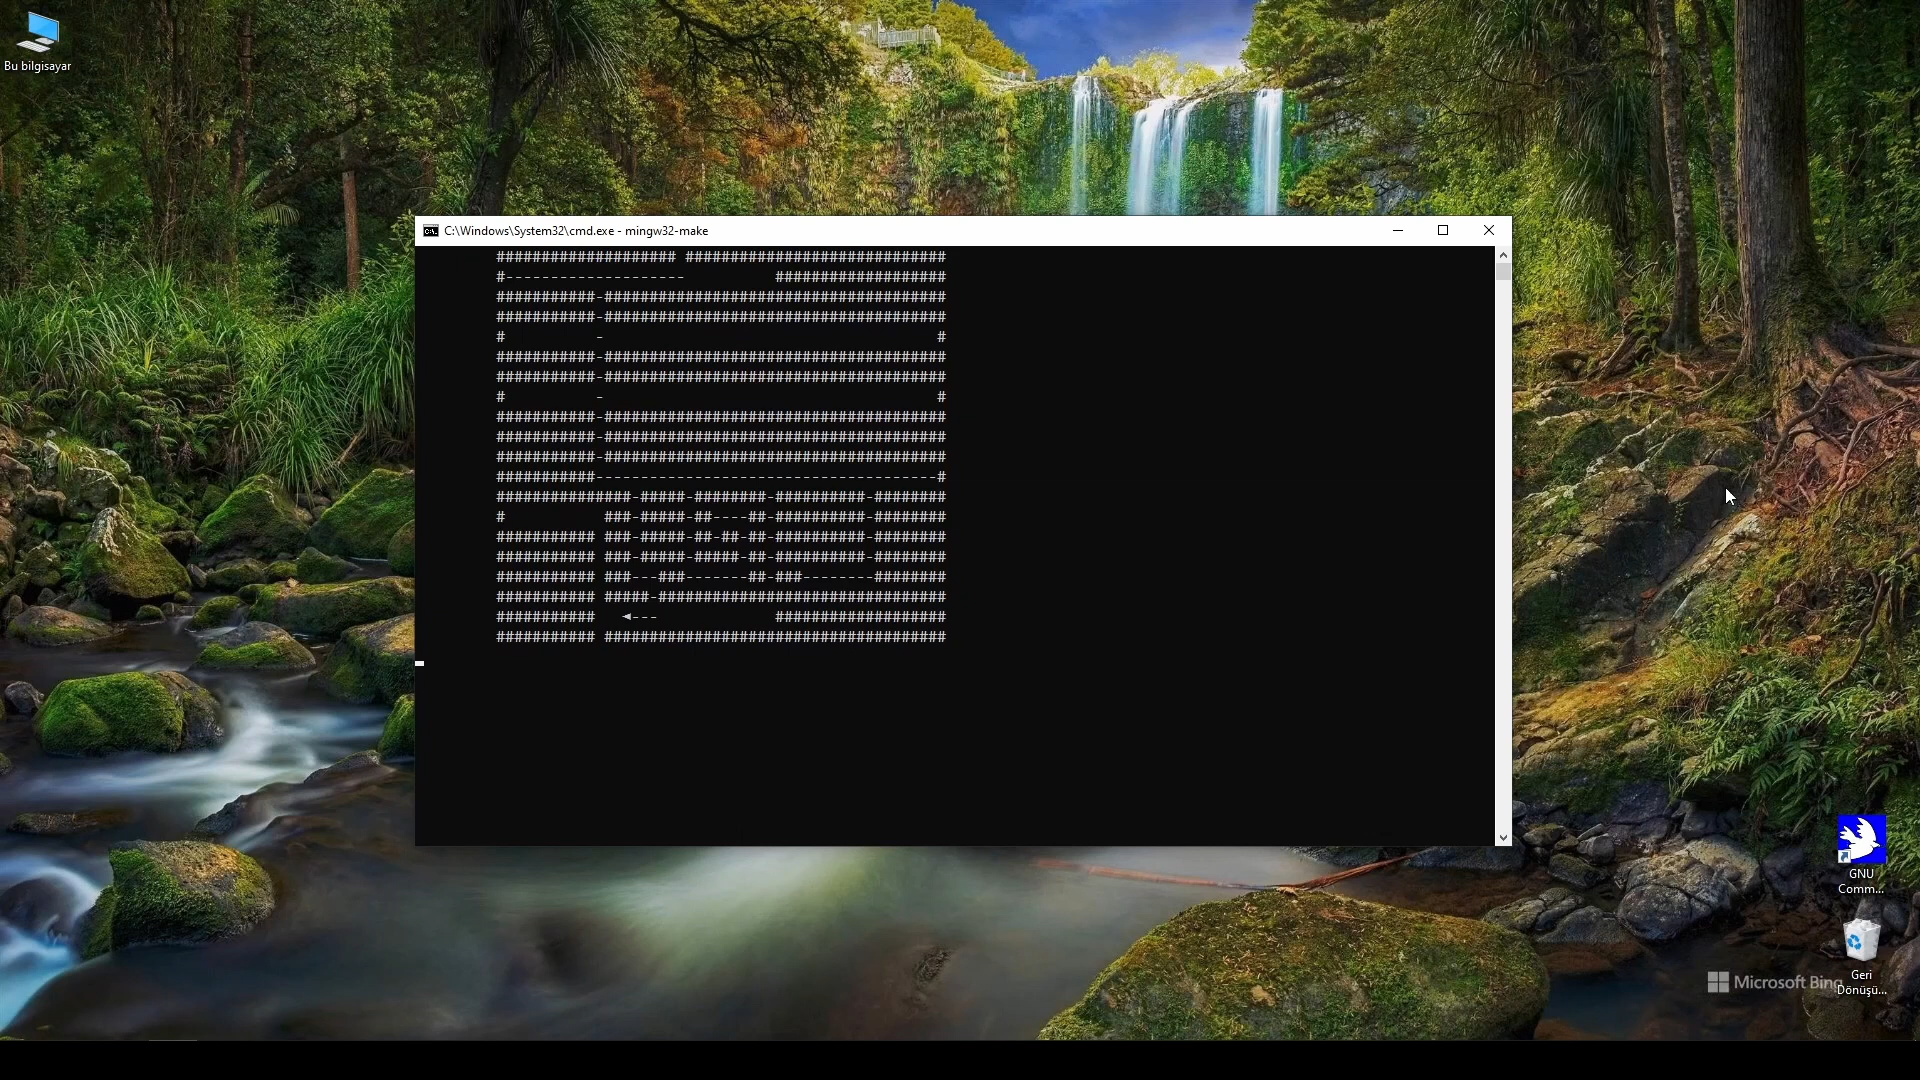 Bu bilgisayar
C:\Windows\System32\cmd.exe - mingw32-make
#################### #############################
#--------------------          ###################
###########-######################################
###########-######################################
#          -                                     #
###########-######################################
###########-######################################
#          -                                     #
###########-######################################
###########-######################################
###########-######################################
###########--------------------------------------#
###############-#####-########-##########-########
#           ###-#####-##----##-##########-########
########### ###-#####-##-##-##-##########-########
########### ###-#####-#####-##-##########-########
########### ###---###-------##-###--------########
########### #####-################################
###########   ◄---             ###################
########### ######################################
GNU
Comm...
Geri
Dönüşü...
Microsoft Bing